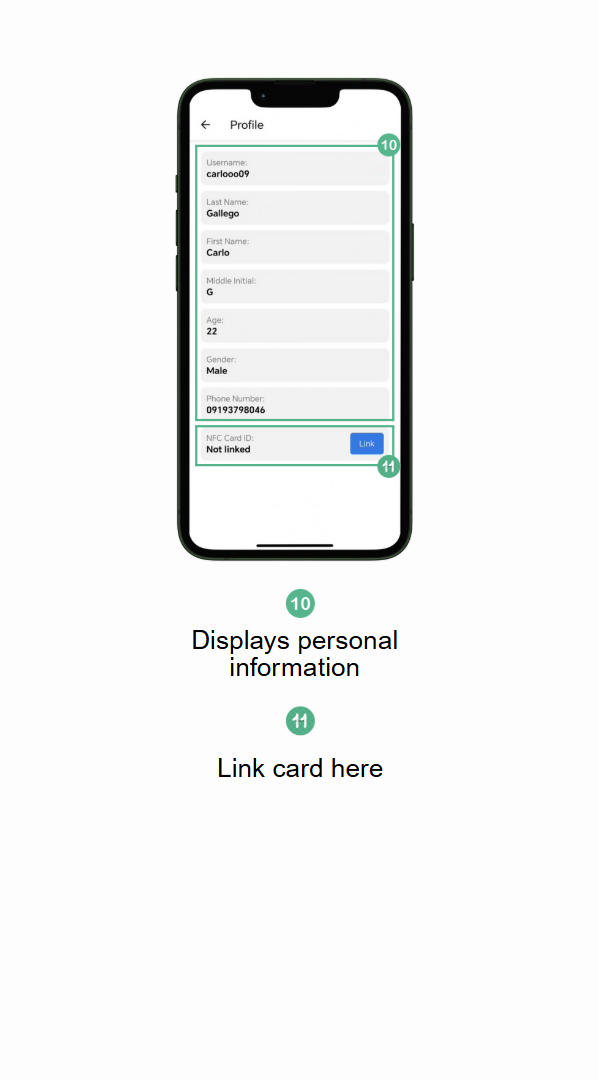 Profile
10
Username:
carlooo09
Last Name:
Gallego
First Name:
Carlo
Middle Initial:
G
Age:
22
Gender:
Male
Phone Number:
09193798046
NFC Card ID:
Not linked
Link
11
10
Displays personal
information
11
Link card here